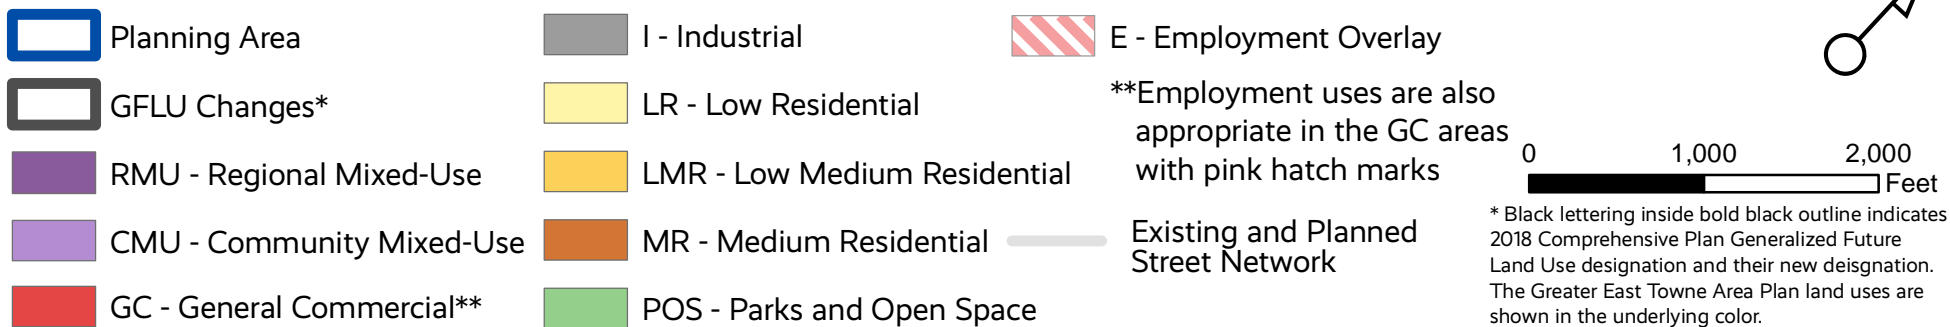 Planning Area
GFLU Changes*
RMU - Regional Mixed-Use
CMU - Community Mixed-Use
GC - General Commercial**
I - Industrial
LR - Low Residential
LMR - Low Medium Residential
MR - Medium Residential
POS - Parks and Open Space
E - Employment Overlay
**Employment uses are also
appropriate in the GC areas
with pink hatch marks
Existing and Planned
Street Network
0 1,000 2,000
Feet
* Black lettering inside bold black outline indicates
2018 Comprehensive Plan Generalized Future
Land Use designation and their new deisgnation.
The Greater East Towne Area Plan land uses are
shown in the underlying color.